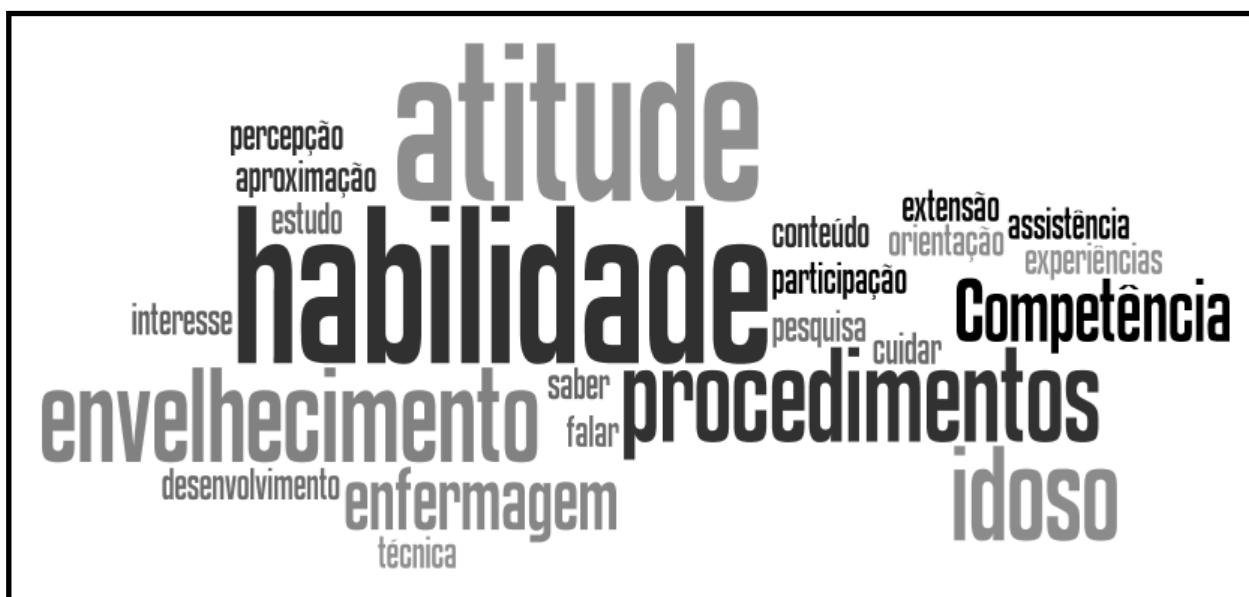 atitude
percepção
aproximação
estudo
habilidade
conteúdo
extensão
assistência
orientação
experiências
participação
interesse
pesquisa
Competência
cuidar
envelhecimento
saber
procedimentos
falar
desenvolvimento
enfermagem
idoso
técnica